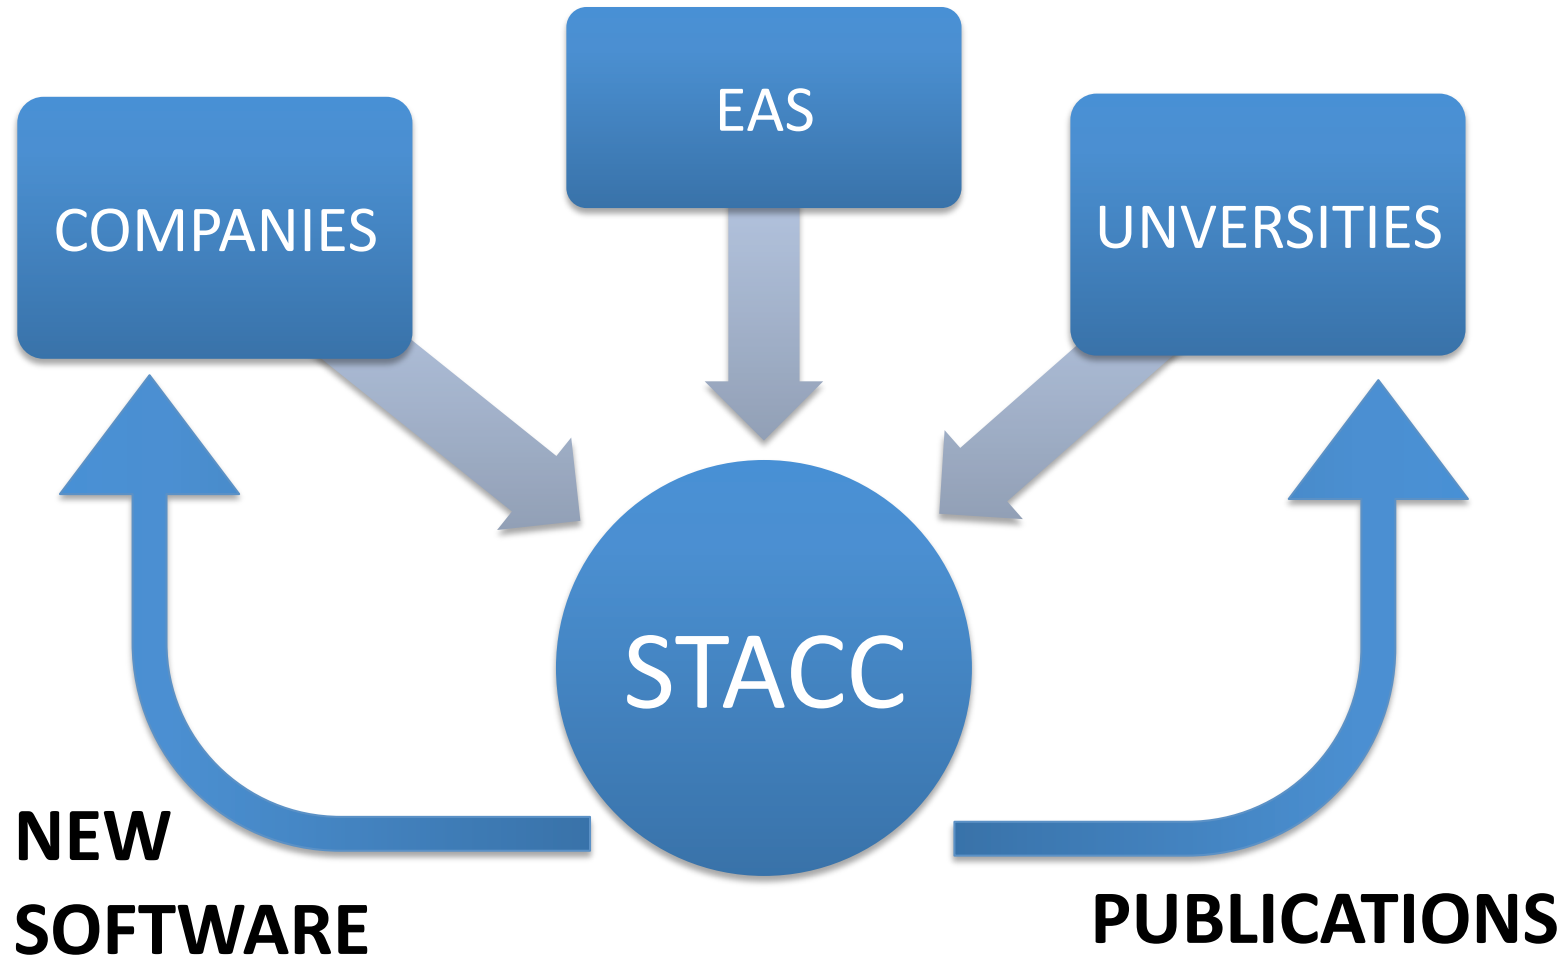 EAS
COMPANIES
UNVERSITIES
STACC
NEW
SOFTWARE
PUBLICATIONS